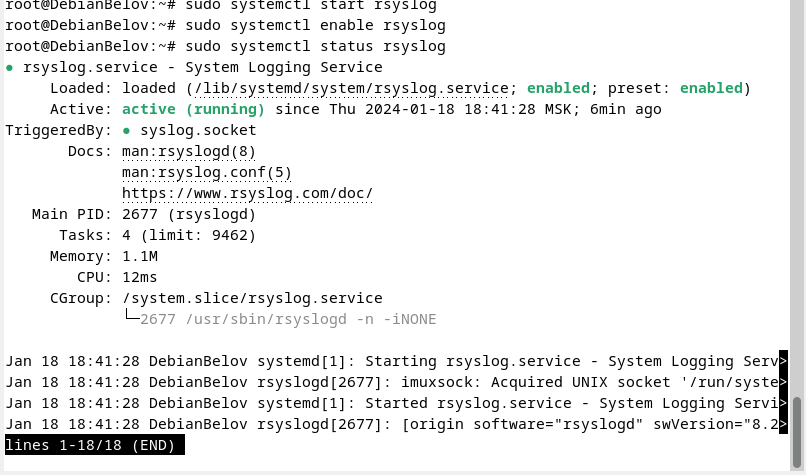 root@DebianBelov:~# sudo systemctl start rsyslog
root@DebianBelov:~# sudo systemctl enable rsyslog
root@DebianBelov:~# sudo systemctl status rsyslog
● rsyslog.service - System Logging Service
     Loaded: loaded (/lib/systemd/system/rsyslog.service; enabled; preset: enabled)
     Active: active (running) since Thu 2024-01-18 18:41:28 MSK; 6min ago
TriggeredBy: ● syslog.socket
       Docs: man:rsyslogd(8)
             man:rsyslog.conf(5)
             https://www.rsyslog.com/doc/
   Main PID: 2677 (rsyslogd)
      Tasks: 4 (limit: 9462)
     Memory: 1.1M
        CPU: 12ms
     CGroup: /system.slice/rsyslog.service
             └─2677 /usr/sbin/rsyslogd -n -iNONE
Jan 18 18:41:28 DebianBelov systemd[1]: Starting rsyslog.service - System Logging Serv>
Jan 18 18:41:28 DebianBelov rsyslogd[2677]: imuxsock: Acquired UNIX socket '/run/syste>
Jan 18 18:41:28 DebianBelov systemd[1]: Started rsyslog.service - System Logging Servi>
Jan 18 18:41:28 DebianBelov rsyslogd[2677]: [origin software="rsyslogd" swVersion="8.2>
lines 1-18/18 (END)